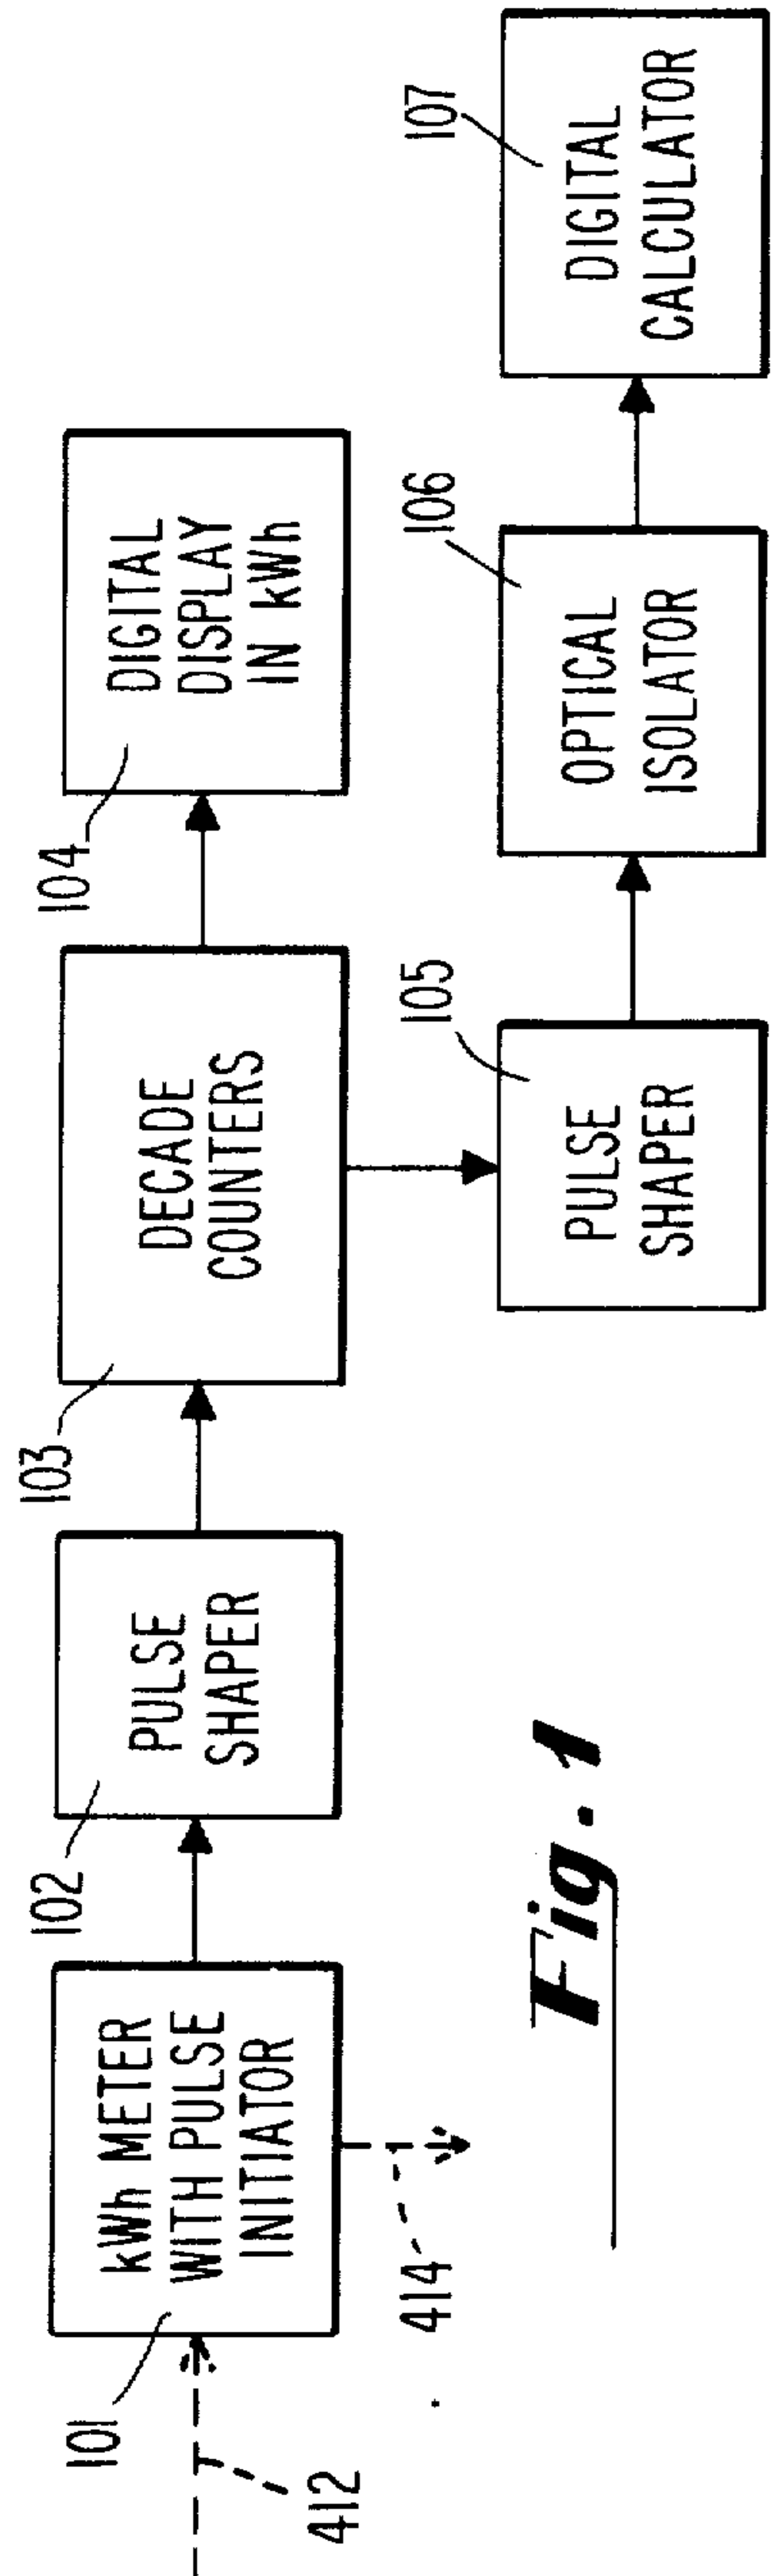 101
kWh METER
WITH PULSE
INITIATOR
412
414
102
PULSE
SHAPER
103
DECADE
COUNTERS
104
DIGITAL
DISPLAY
IN kWh
105
PULSE
SHAPER
106
OPTICAL
ISOLATOR
107
DIGITAL
CALCULATOR
Fig. 1